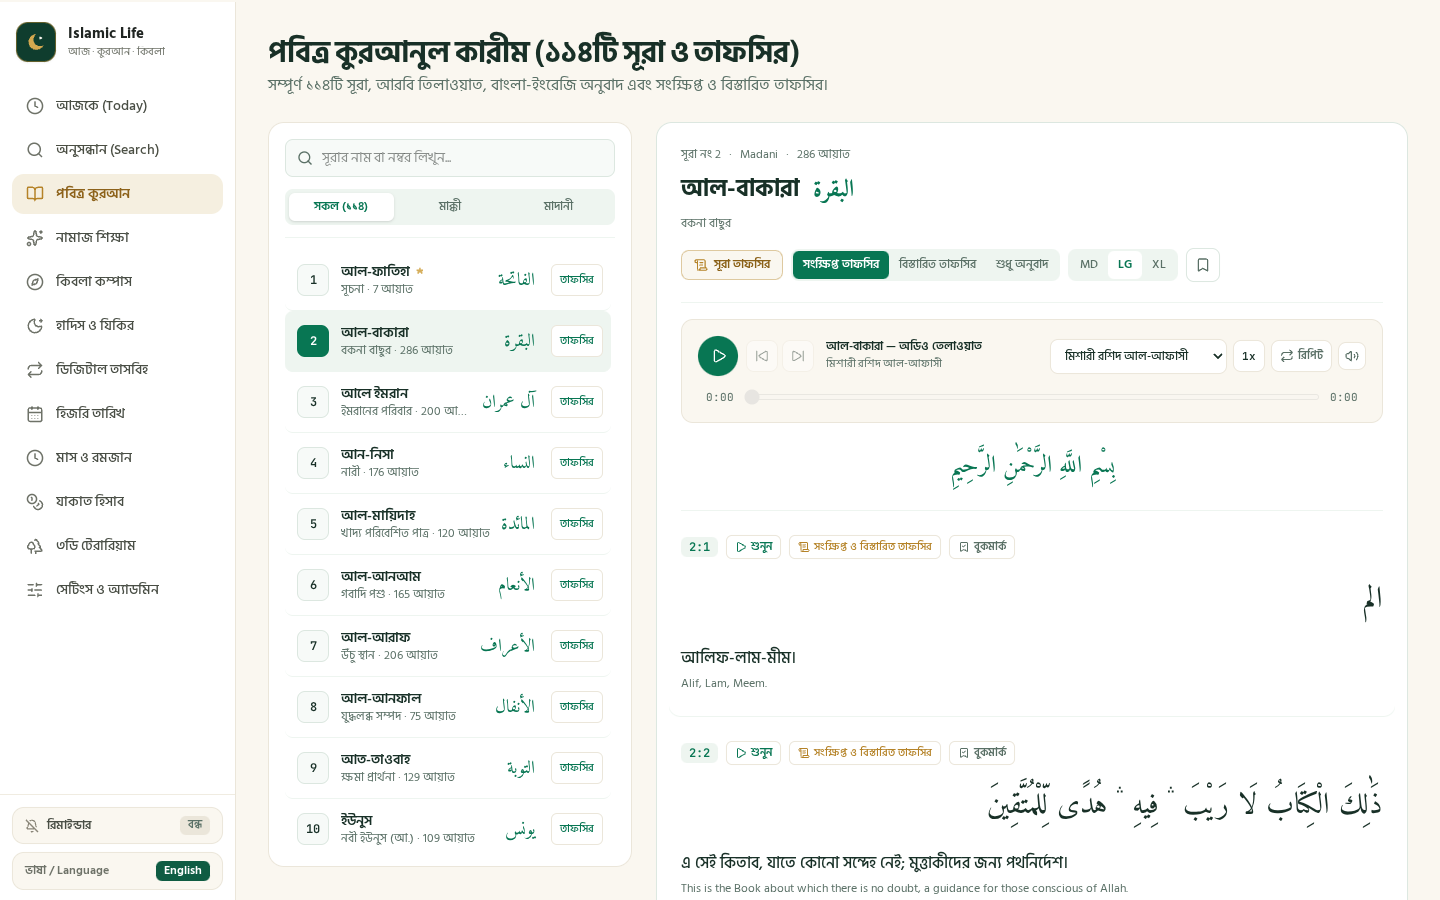 Islamic Life
আজ · কুরআন · কিবলা
আজকে (Today)
অনুসন্ধান (Search)
পবিত্র কুরআন
নামাজ শিক্ষা
কিবলা কম্পাস
হাদিস ও যিকির
ডিজিটাল তাসবিহ
হিজরি তারিখ
মাস ও রমজান
যাকাত হিসাব
৩ডি টেরারিয়াম
সেটিংস ও অ্যাডমিন
রিমাইন্ডার বন্ধ
ভাষা / Language English
পবিত্র কুরআনুল কারীম (১১৪টি সূরা ও তাফসির)
সম্পূর্ণ ১১৪টি সূরা, আরবি তিলাওয়াত, বাংলা-ইংরেজি অনুবাদ এবং সংক্ষিপ্ত ও বিস্তারিত তাফসির।
সূরার নাম বা নম্বর লিখুন...
সকল (১১৪) মাক্কী মাদানী
1 আল-ফাতিহা * الفاتحة তাফসির
সূচনা · 7 আয়াত
2 আল-বাকারা البقرة তাফসির
বকনা বাছুর · 286 আয়াত
3 আলে ইমরান آل عمران তাফসির
ইমরানের পরিবার · 200 আ...
4 আন-নিসা النساء তাফসির
নারী · 176 আয়াত
5 আল-মায়িদাহ المائدة তাফসির
খাদ্য পরিবেশিত পাত্র · 120 আয়াত
6 আল-আনআম الأنعام তাফসির
গবাদি পশু · 165 আয়াত
7 আল-আরাফ الأعراف তাফসির
উঁচু স্থান · 206 আয়াত
8 আল-আনফাল الأنفال তাফসির
যুদ্ধলব্ধ সম্পদ · 75 আয়াত
9 আত-তাওবাহ التوبة তাফসির
ক্ষমা প্রার্থনা · 129 আয়াত
10 ইউনুস يونس তাফসির
নবী ইউনুস (আ.) · 109 আয়াত
সূরা নং 2 · Madani · 286 আয়াত
আল-বাকারা البقرة
বকনা বাছুর
সূরা তাফসির সংক্ষিপ্ত তাফসির বিস্তারিত তাফসির শুধু অনুবাদ MD LG XL
আল-বাকারা — অডিও তেলাওয়াত
মিশারী রশিদ আল-আফাসী
মিশারী রশিদ আল-আফাসী 1x রিপিট
0:00 0:00
بِسْمِ اللَّهِ الرَّحْمَٰنِ الرَّحِيمِ
2:1 শুনুন সংক্ষিপ্ত ও বিস্তারিত তাফসির বুকমার্ক
الم
আলিফ-লাম-মীম।
Alif, Lam, Meem.
2:2 শুনুন সংক্ষিপ্ত ও বিস্তারিত তাফসির বুকমার্ক
ذَٰلِكَ الْكِتَابُ لَا رَيْبَ ۛ فِيهِ ۛ هُدًى لِّلْمُتَّقِينَ
এ সেই কিতাব, যাতে কোনো সন্দেহ নেই; মুত্তাকীদের জন্য পথনির্দেশ।
This is the Book about which there is no doubt, a guidance for those conscious of Allah.